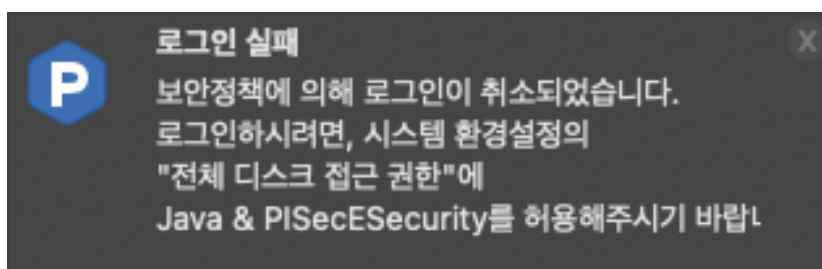 로그인 실패
X
보안정책에 의해 로그인이 취소되었습니다.
로그인하시려면, 시스템 환경설정의
"전체 디스크 접근 권한"에
Java & PISecESecurity를 허용해주시기 바랍
P